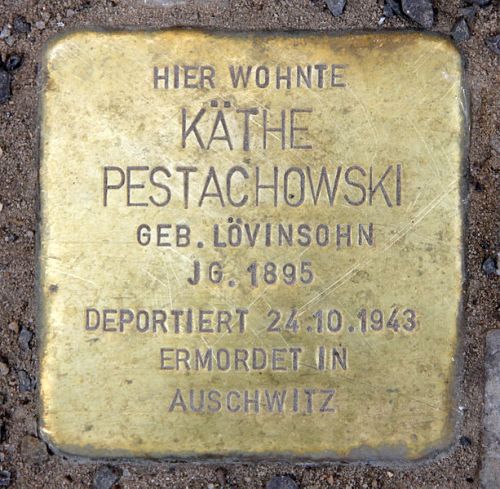 HIER WOHNTE
KÄTHE
PESTACHOWSKI
GEB. LÖVINSOHN
JG. 1895
DEPORTIERT 24.10.1943
ERMORDET IN
AUSCHWITZ